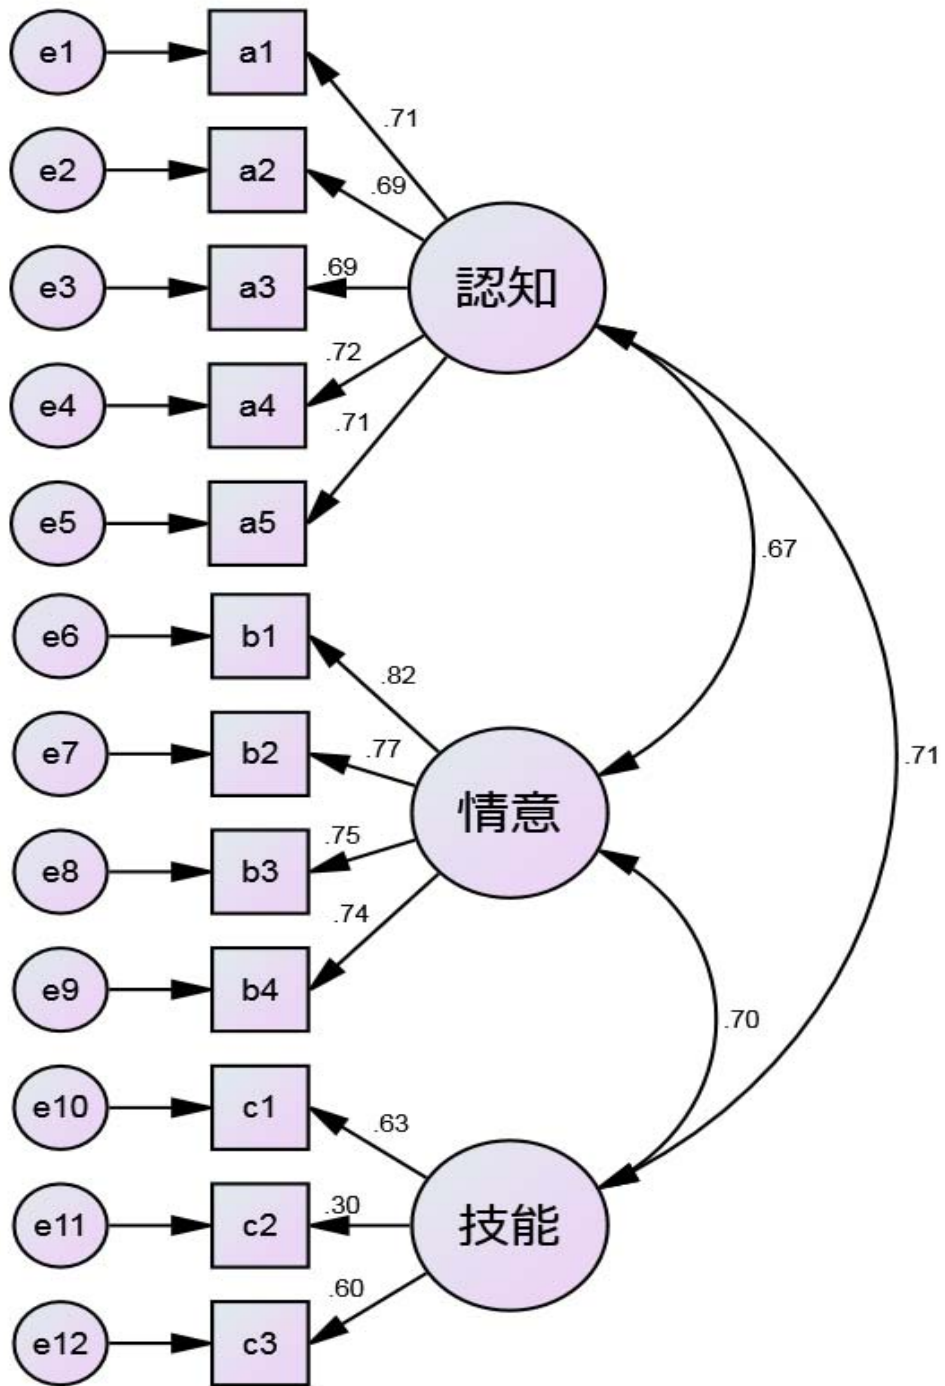 e1 a1
.71
e2 a2
.69
e3 a3 .69 認知
.72
e4 a4
.71
e5 a5
.67
e6 b1
.82
e7 b2 .77
.71
情意
e8 b3 .75
.74
e9 b4
.70
e10 c1
.63
e11 c2 .30 技能
.60
e12 c3